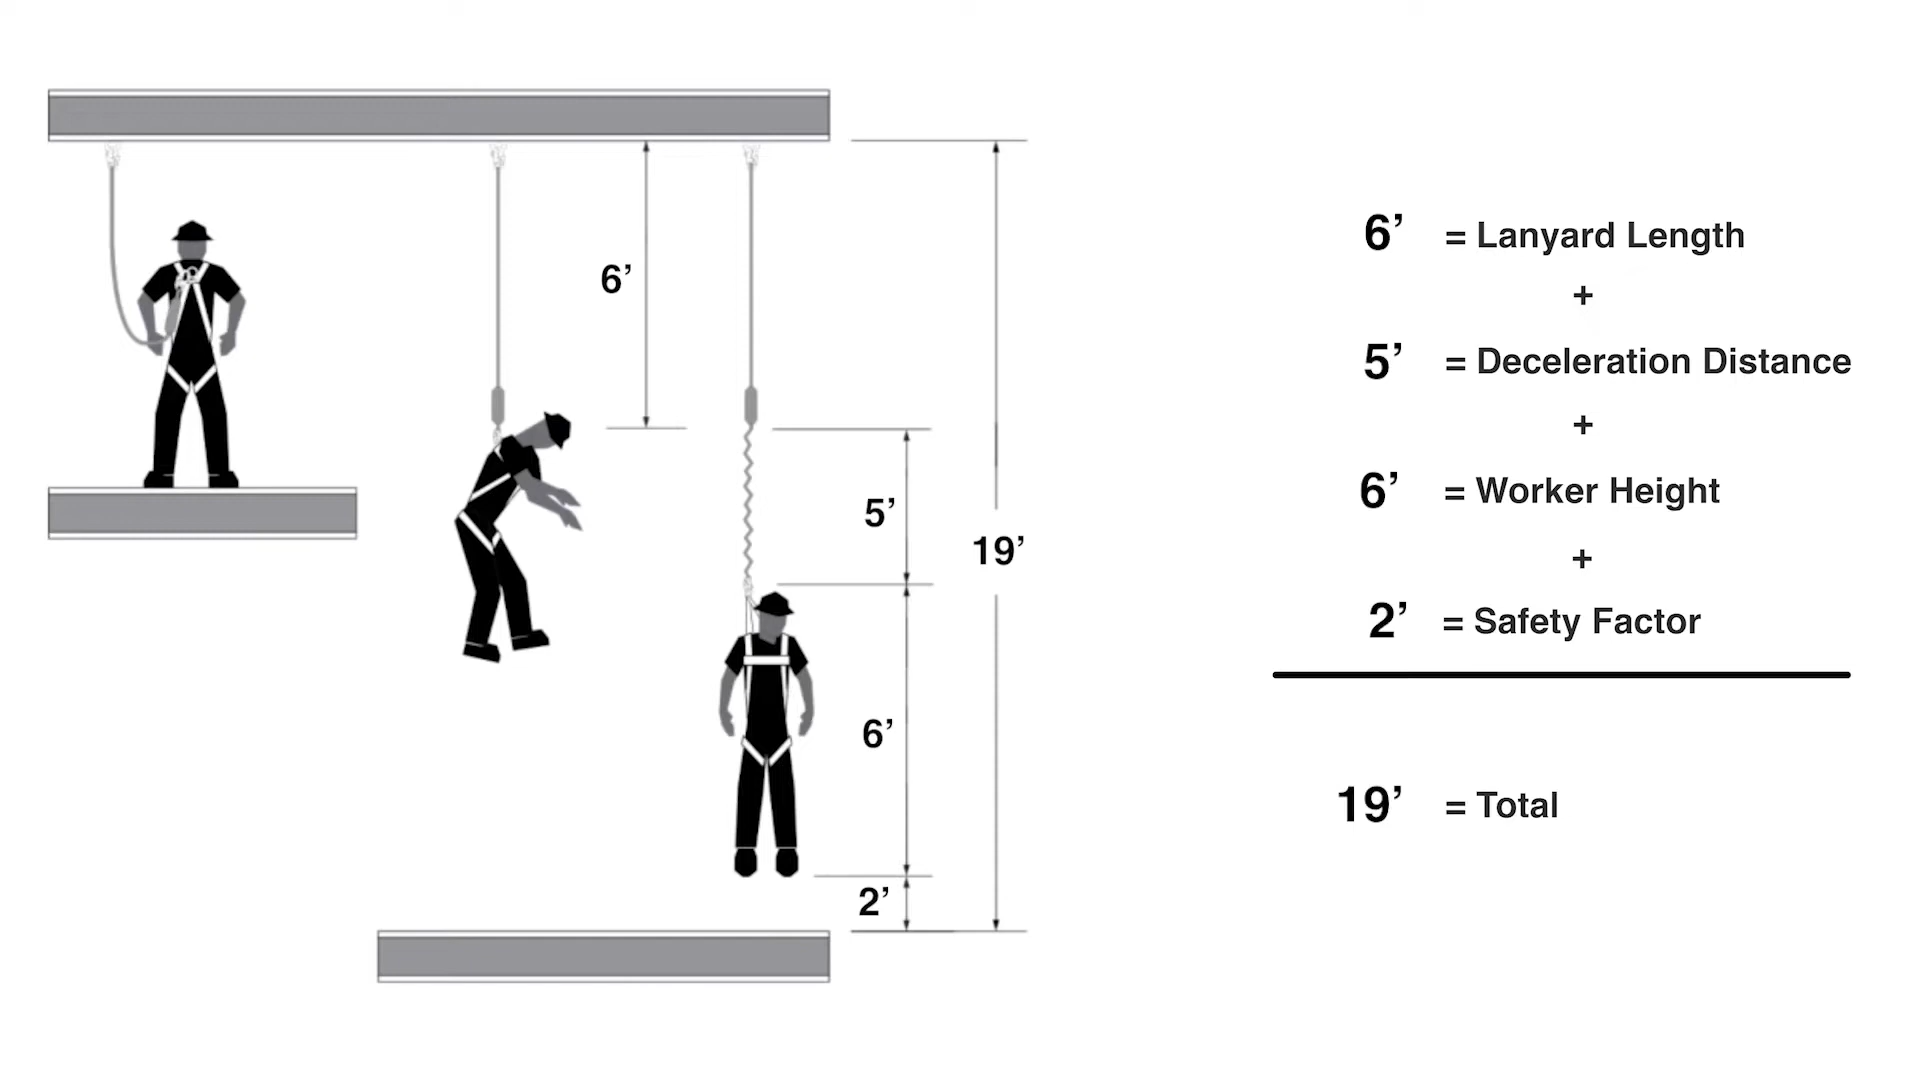 6’
5’
19’
6’
2’
6’ = Lanyard Length
+
5’ = Deceleration Distance
+
6’ = Worker Height
+
2’ = Safety Factor
19’ = Total